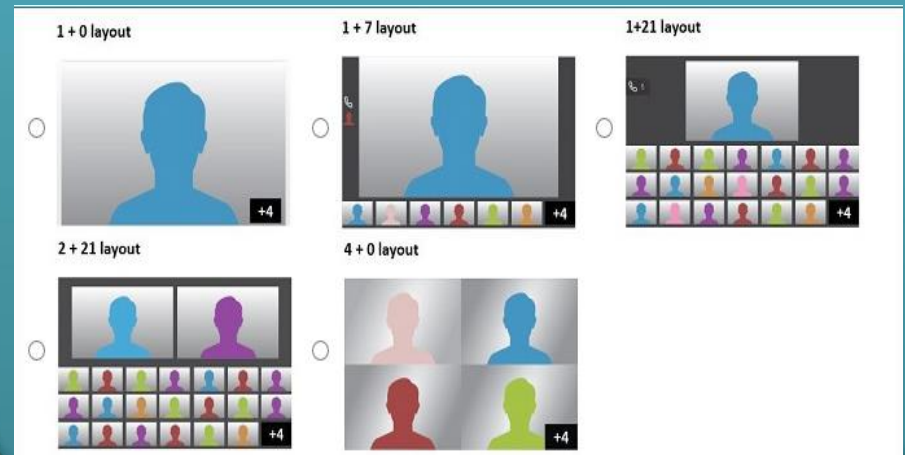 1 + 0 layout
1 + 7 layout
1+21 layout
+4
+4
+4
2 + 21 layout
4 + 0 layout
+4
+4